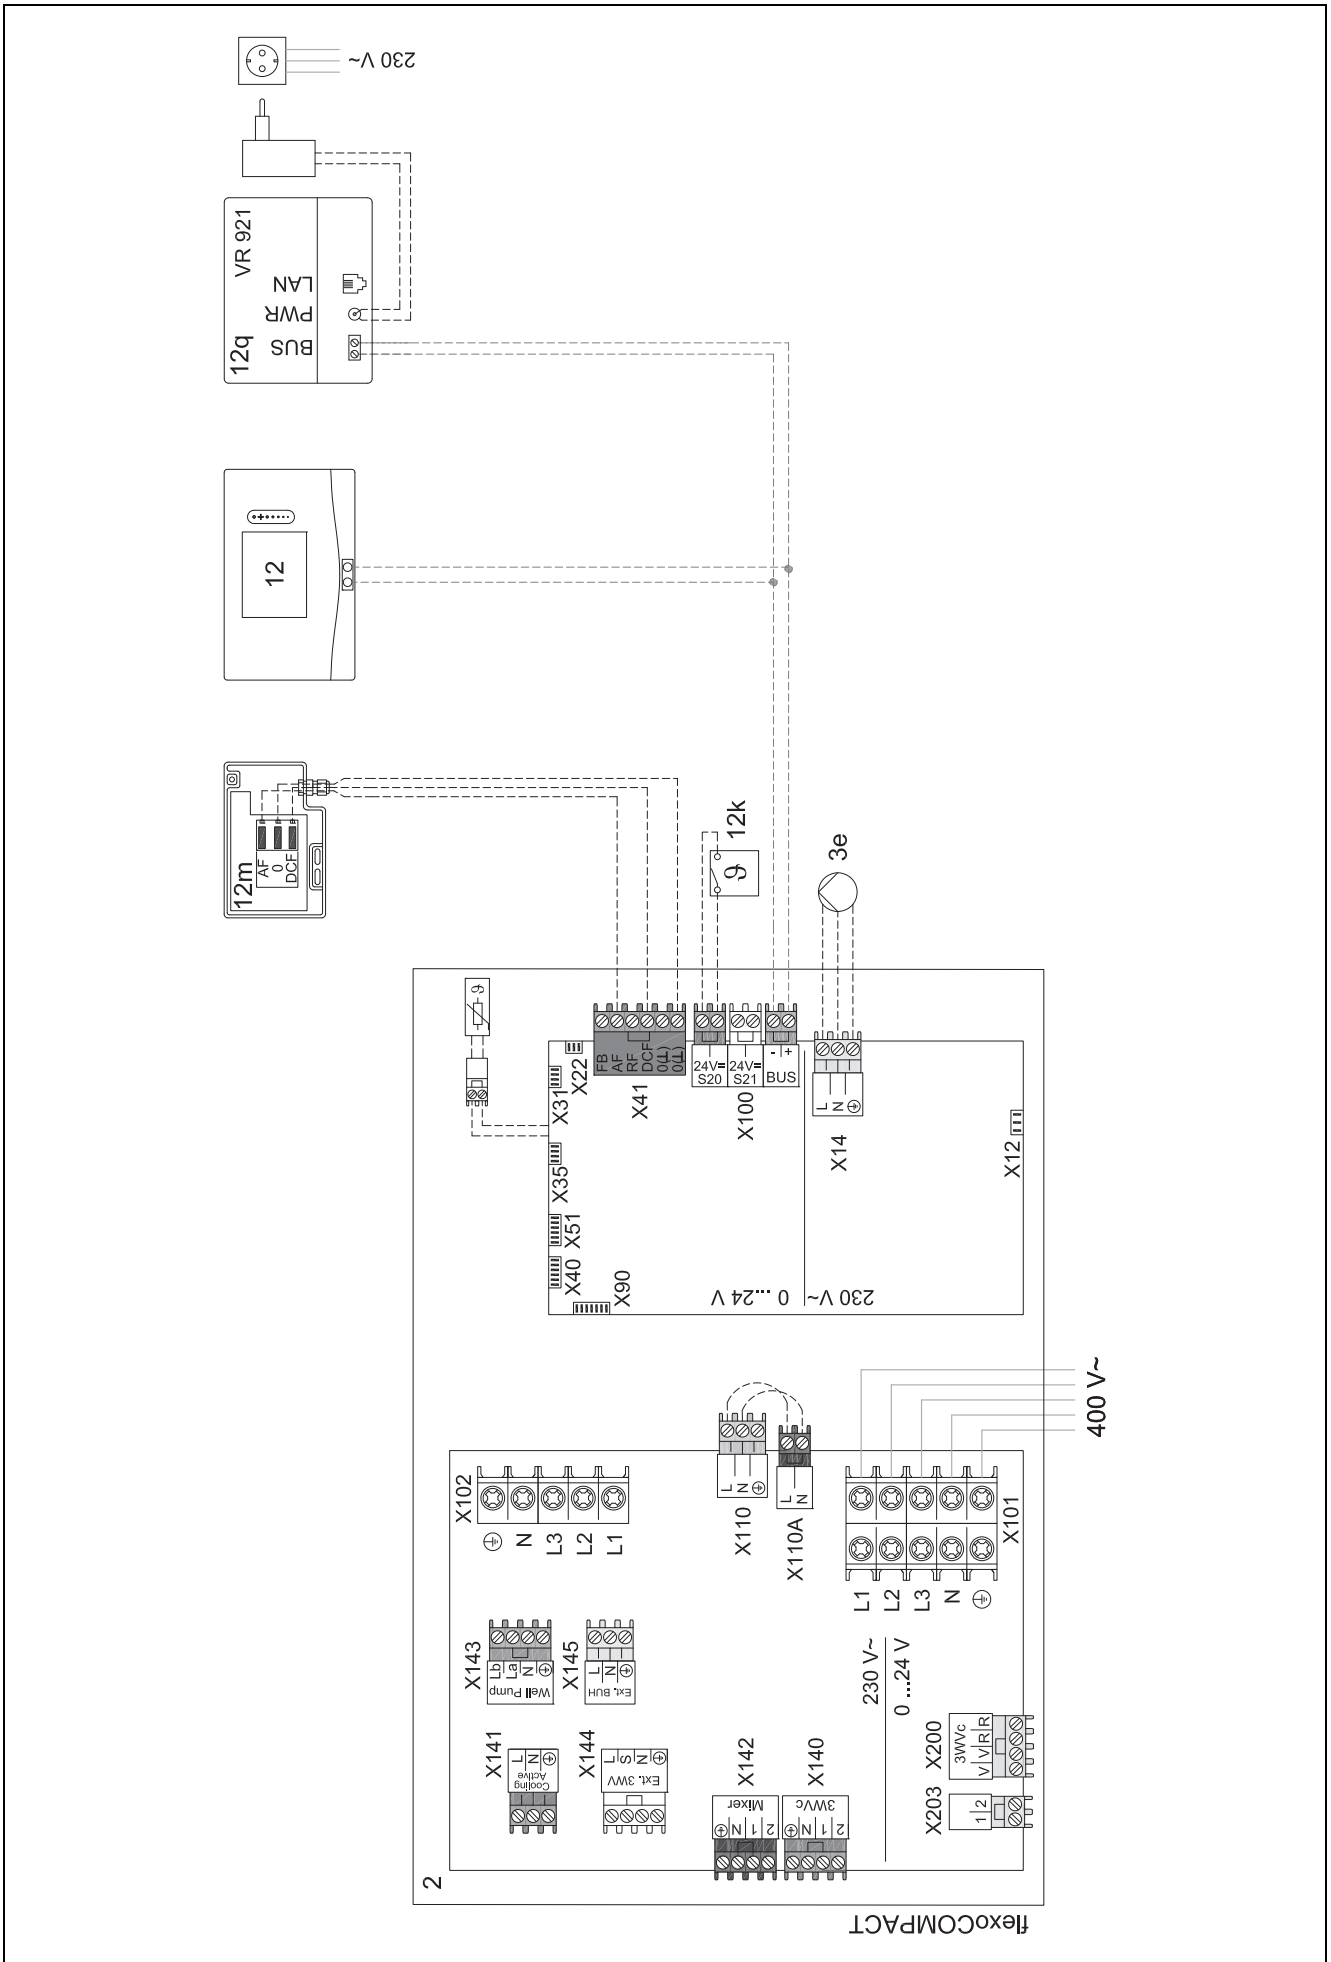 230 V~
VR 921
LAN
PWR
BUS
12q
12
12m
AF
0
DCF
12k
ϑ
3e
ϑ
X22
X31
X35
X51
X40
X90
FB
AF
RF
DCF
0(⊥)
0(⊥)
X41
24V=
S20
24V=
S21
- +
BUS
X100
L
N
X14
X12
0...24 V
230 V~
400 V~
X102
N
L3
L2
L1
L
N
X110
L
N
X110A
X101
L1
L2
L3
N
X143
Lb
La
N
Well Pump
X145
L
N
Ext. BUH
X141
L
N
Cooling
Active
X144
L
S
N
Ext. 3WV
X142
Mixer
N 1 2
X140
3WVc
N 1 2
230 V~
0 ...24 V
X200
3WVc
V V R R
X203
1 2
2
flexoCOMPACT